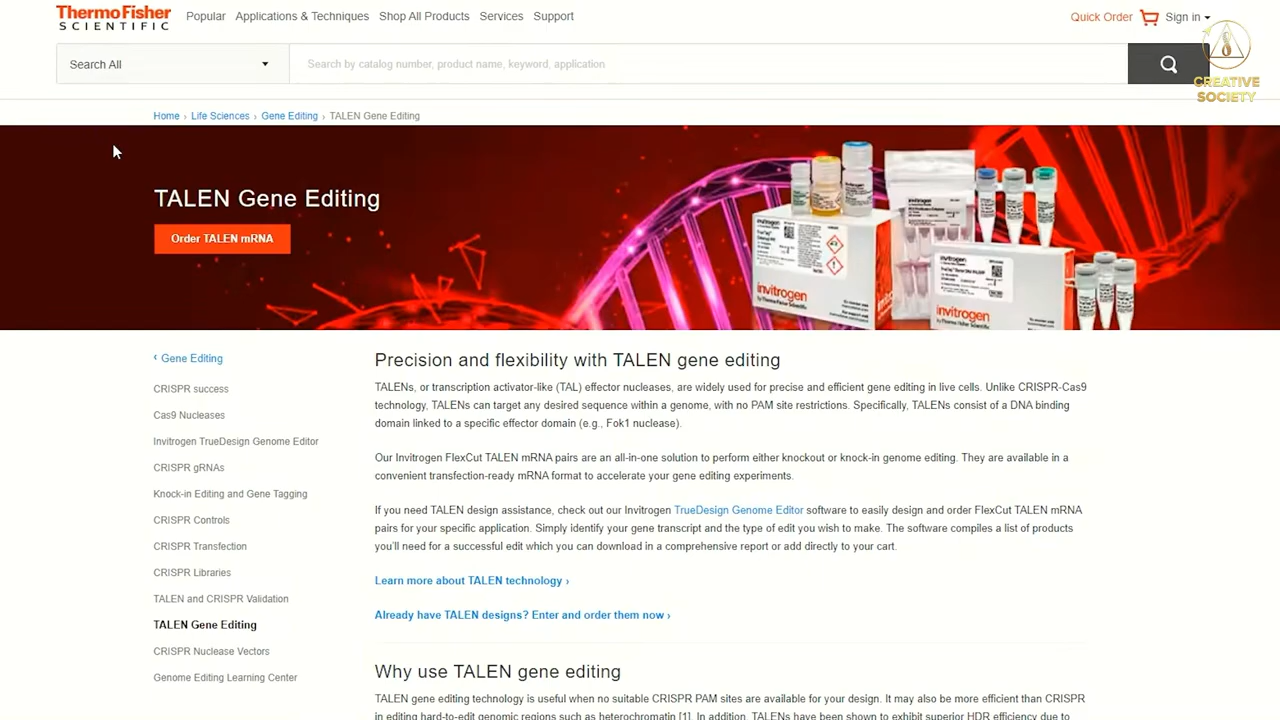 ThermoFisher
SCIENTIFIC
Popular Applications & Techniques Shop All Products Services Support
Quick Order Sign in
Search All
Search by catalog number, product name, keyword, application
CREATIVE
SOCIETY
Home › Life Sciences › Gene Editing › TALEN Gene Editing
TALEN Gene Editing
Order TALEN mRNA
invitrogen
invitrogen
by Thermo Fisher Scientific
invitrogen
invitrogen
invitrogen
by Thermo Fisher Scientific
‹ Gene Editing
CRISPR success
Cas9 Nucleases
Invitrogen TrueDesign Genome Editor
CRISPR gRNAs
Knock-in Editing and Gene Tagging
CRISPR Controls
CRISPR Transfection
CRISPR Libraries
TALEN and CRISPR Validation
TALEN Gene Editing
CRISPR Nuclease Vectors
Genome Editing Learning Center
Precision and flexibility with TALEN gene editing
TALENs, or transcription activator-like (TAL) effector nucleases, are widely used for precise and efficient gene editing in live cells. Unlike CRISPR-Cas9
technology, TALENs can target any desired sequence within a genome, with no PAM site restrictions. Specifically, TALENs consist of a DNA binding
domain linked to a specific effector domain (e.g., Fok1 nuclease).
Our Invitrogen FlexCut TALEN mRNA pairs are an all-in-one solution to perform either knockout or knock-in genome editing. They are available in a
convenient transfection-ready mRNA format to accelerate your gene editing experiments.
If you need TALEN design assistance, check out our Invitrogen TrueDesign Genome Editor software to easily design and order FlexCut TALEN mRNA
pairs for your specific application. Simply identify your gene transcript and the type of edit you wish to make. The software compiles a list of products
you'll need for a successful edit which you can download in a comprehensive report or add directly to your cart.
Learn more about TALEN technology ›
Already have TALEN designs? Enter and order them now ›
Why use TALEN gene editing
TALEN gene editing technology is useful when no suitable CRISPR PAM sites are available for your design. It may also be more efficient than CRISPR
in editing hard-to-edit genomic regions such as heterochromatin [1]. In addition, TALENs have been shown to exhibit superior HDR efficiency due to